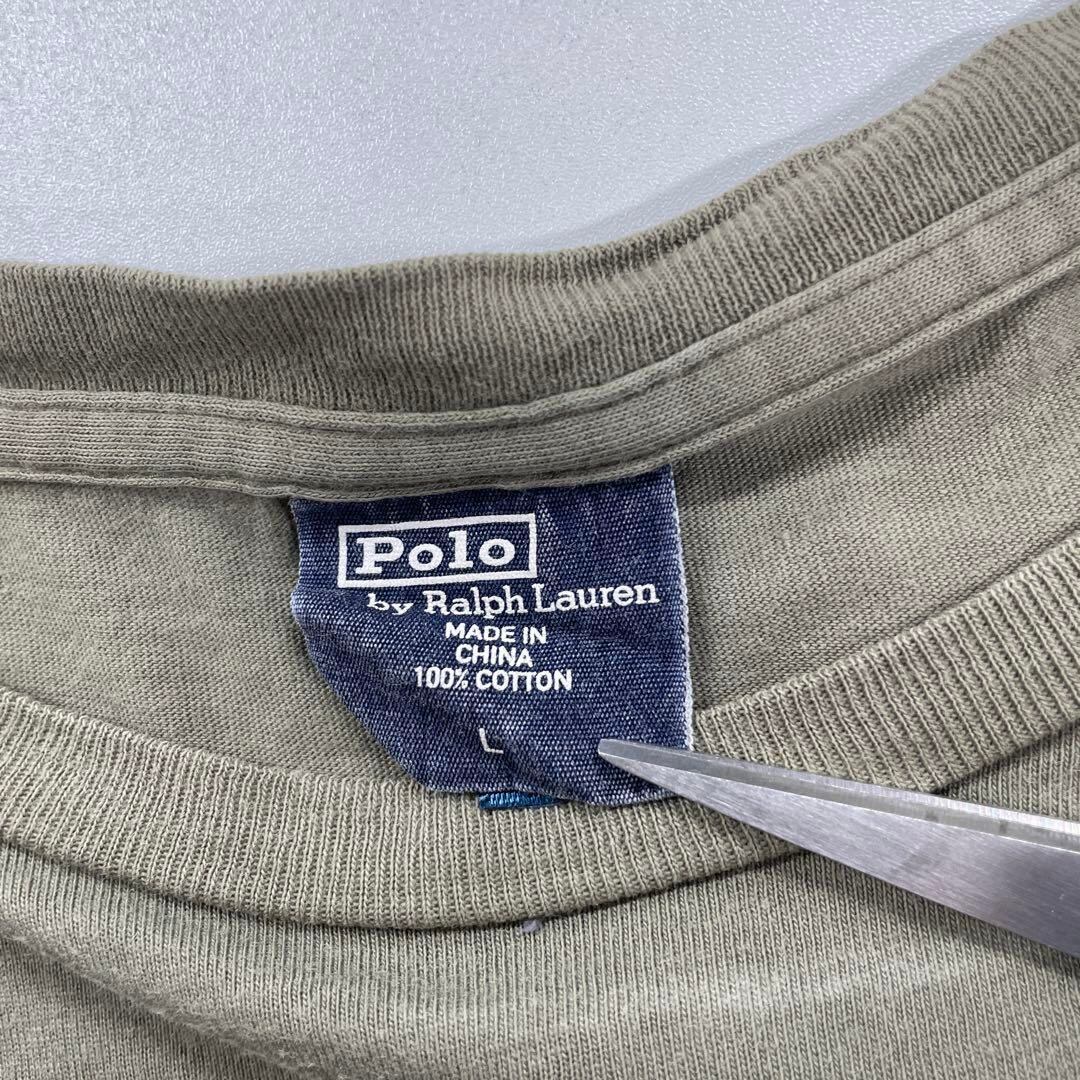 Polo
by Ralph Lauren
MADE IN
CHINA
100% COTTON
L